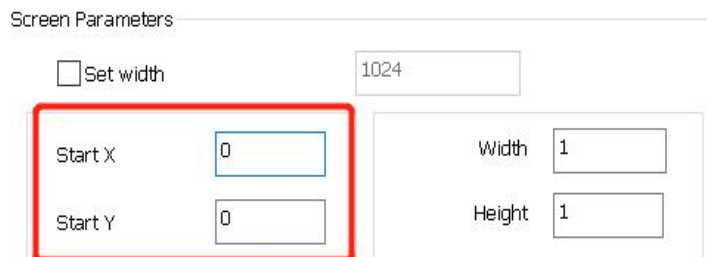 Screen Parameters
Set width 1024
Start X 0 Width 1
Start Y 0 Height 1